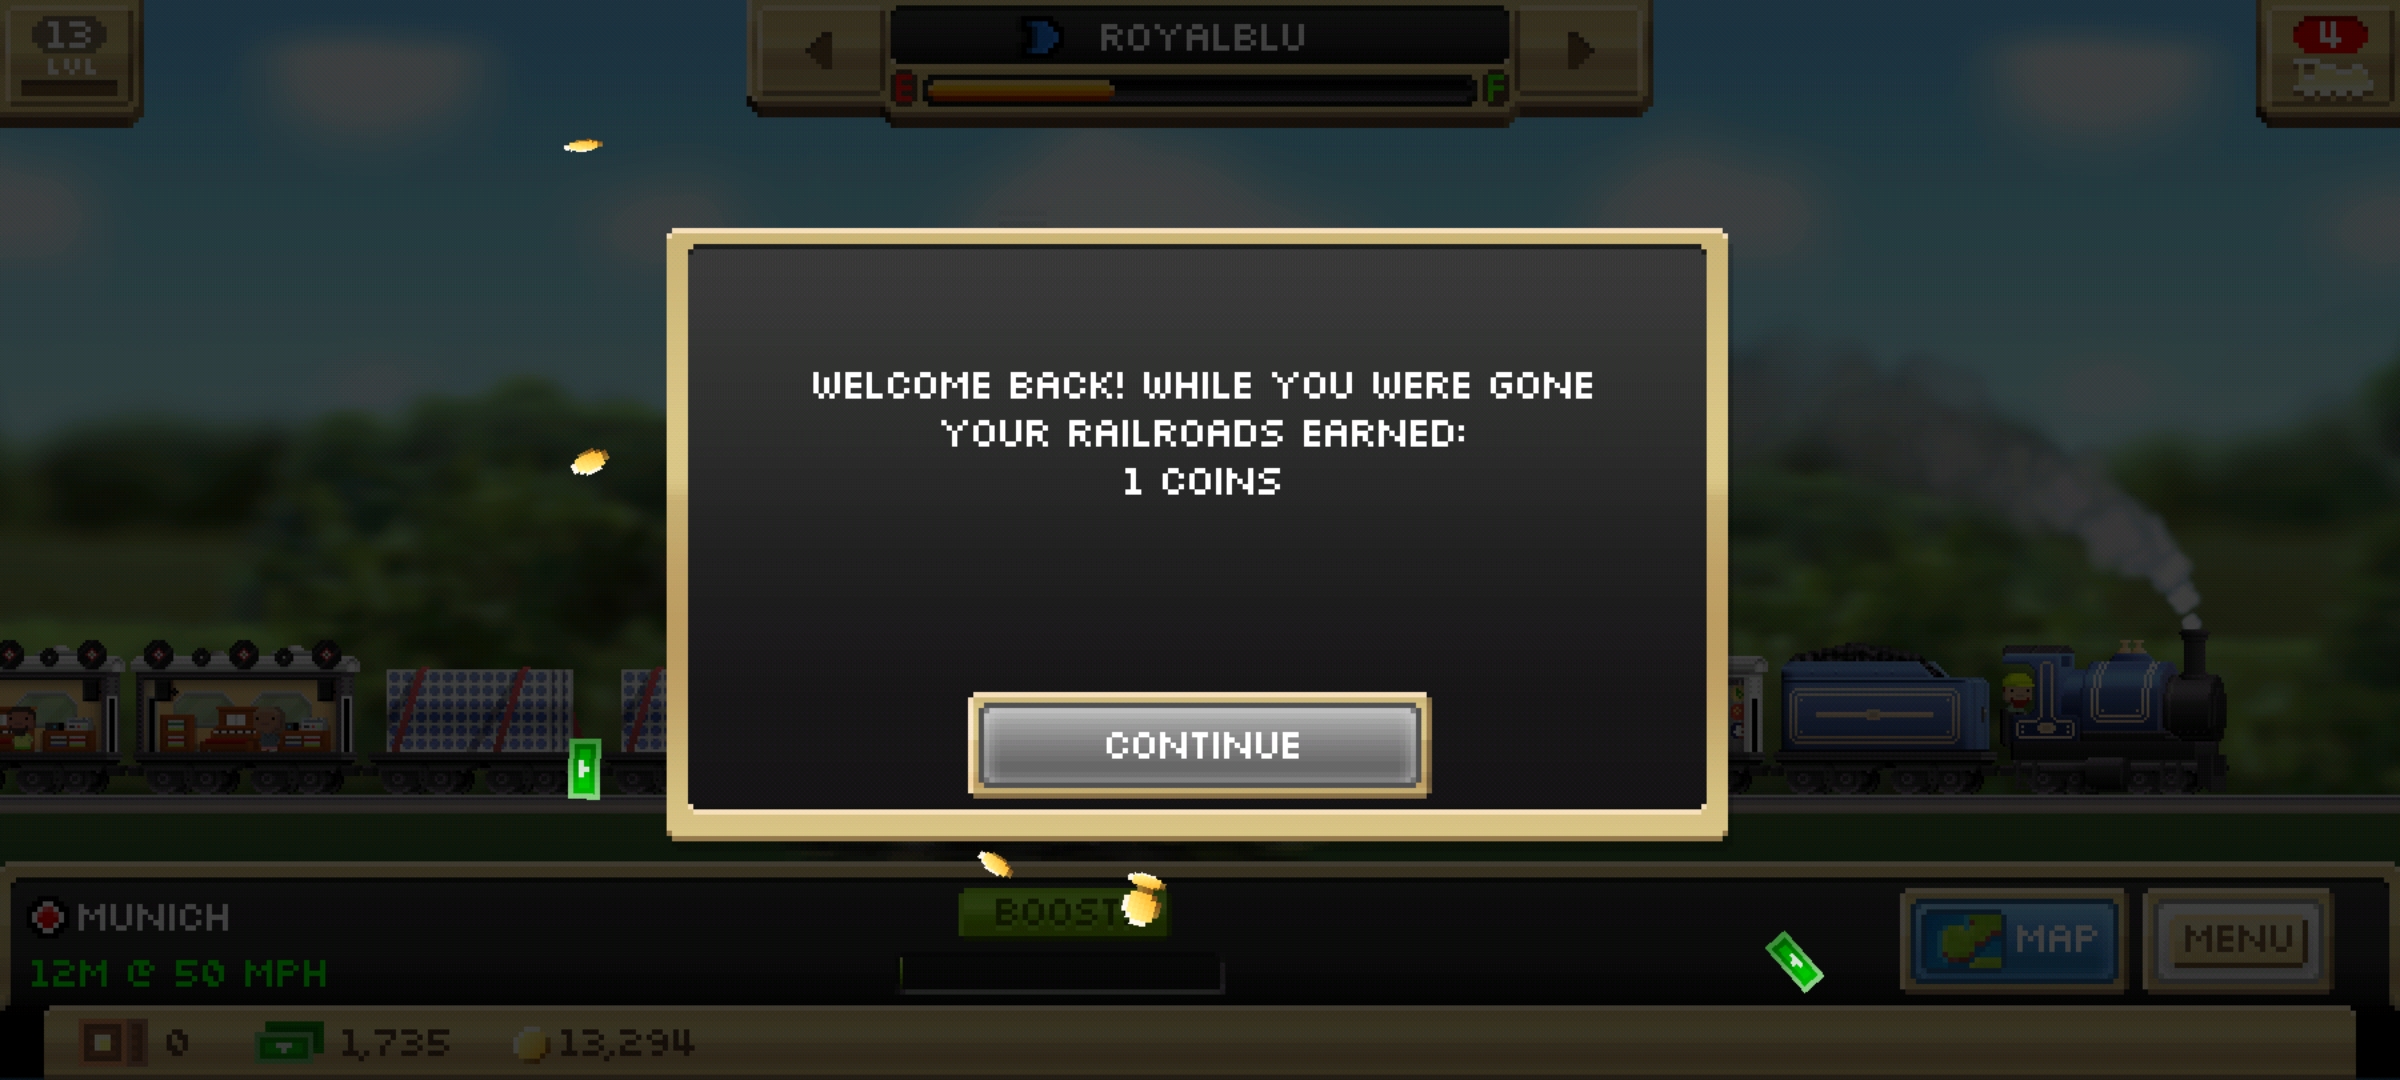 13
LVL
ROYALBLU
E
F
4
WELCOME BACK! WHILE YOU WERE GONE
YOUR RAILROADS EARNED:
1 COINS
CONTINUE
MUNICH
12M @ 50 MPH
BOOST
MAP
MENU
0
1,735
13,294